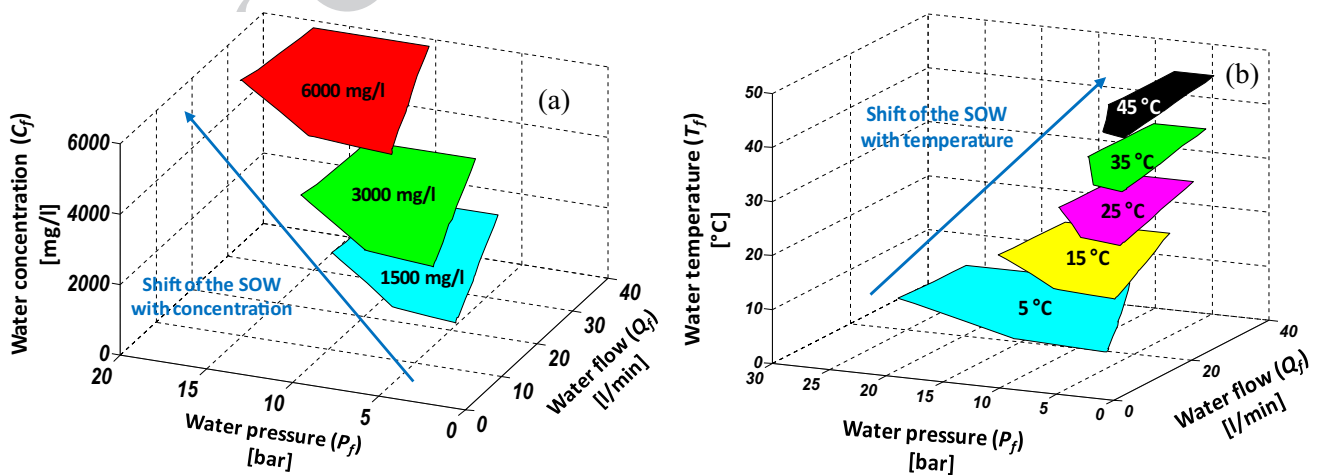 (a)
6000 mg/l
3000 mg/l
1500 mg/l
Shift of the SOW
with concentration
Water concentration (Cf)
[mg/l]
6000
4000
2000
0
20
15
10
5
0
Water pressure (Pf)
[bar]
0
10
20
30
40
Water flow (Qf)
[l/min]
(b)
45 °C
35 °C
25 °C
15 °C
5 °C
Shift of the SOW
with temperature
Water temperature (Tf)
[°C]
50
40
30
20
10
0
30
25
20
15
10
5
0
Water pressure (Pf)
[bar]
0
20
40
Water flow (Qf)
[l/min]